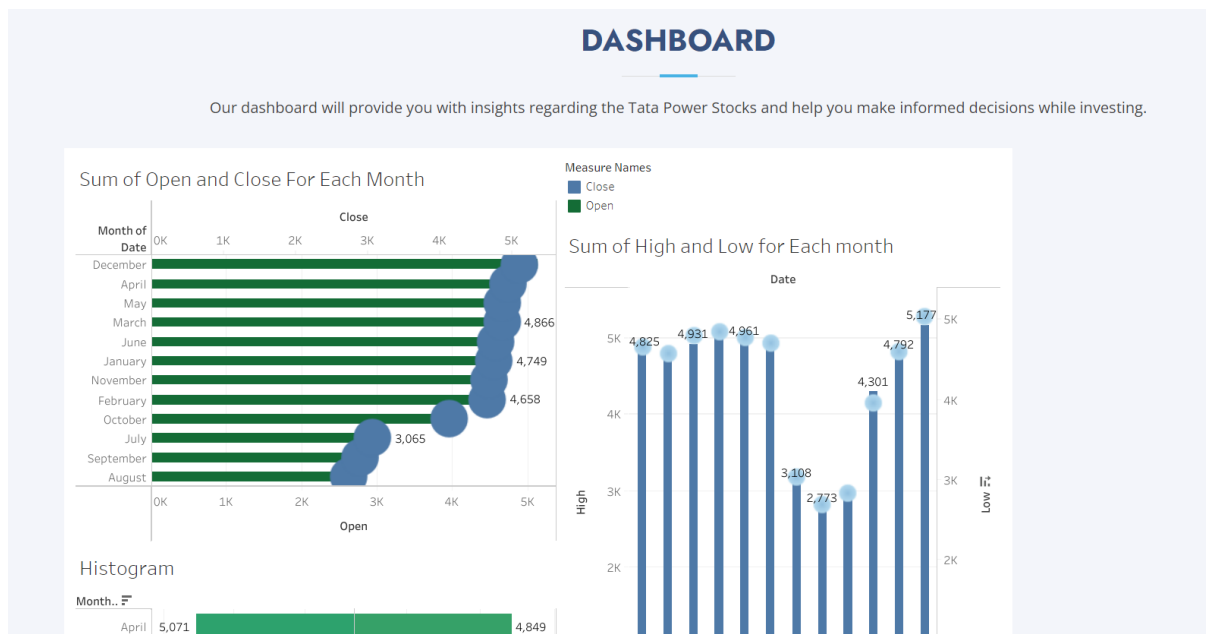 DASHBOARD
Our dashboard will provide you with insights regarding the Tata Power Stocks and help you make informed decisions while investing.
Sum of Open and Close For Each Month
Close
Month of
Date
0K 1K 2K 3K 4K 5K
December
April
May
March 4,866
June
January 4,749
November
February 4,658
October
July 3,065
September
August
0K 1K 2K 3K 4K 5K
Open
Histogram
Month..
April 5,071 4,849
Measure Names
Close
Open
Sum of High and Low for Each month
Date
5K 4,825 4,931 4,961 4,792 5,177 5K
4,301
4K 4K
3,108
3K 2,773 3K
High Low
2K 2K